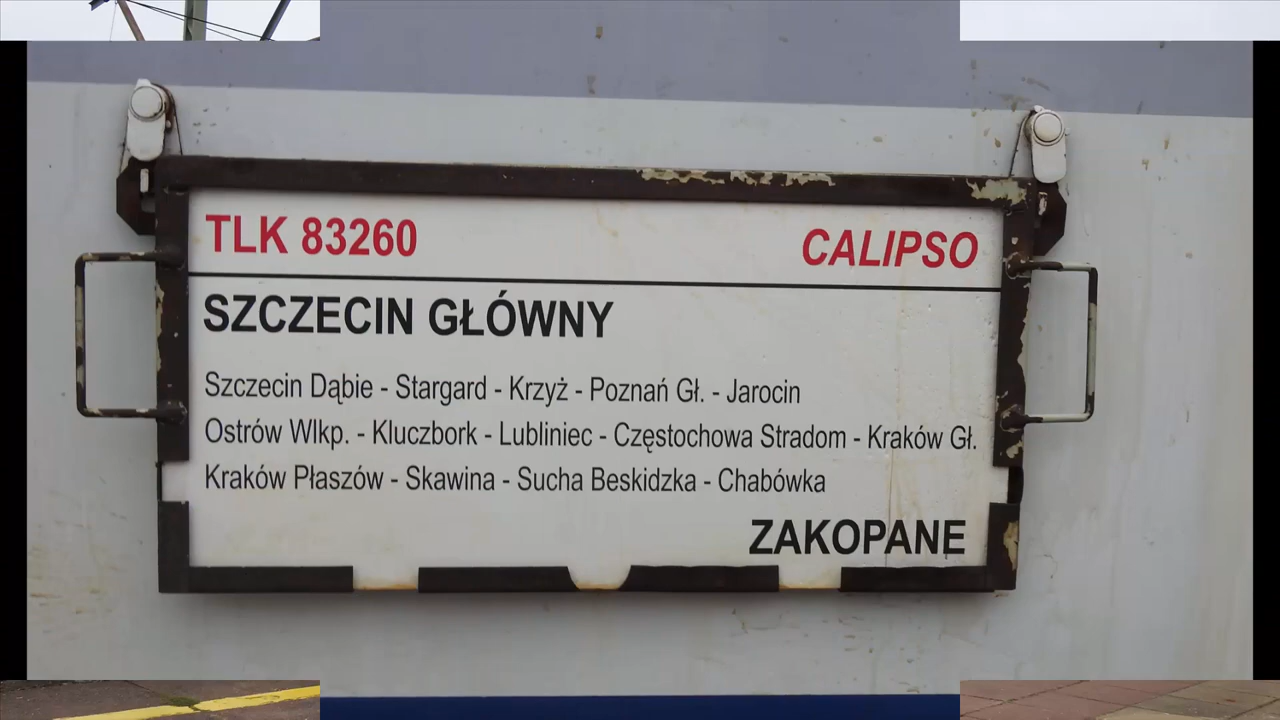 TLK 83260 CALIPSO
SZCZECIN GŁÓWNY
Szczecin Dąbie - Stargard - Krzyż - Poznań Gł. - Jarocin
Ostrów Wlkp. - Kluczbork - Lubliniec - Częstochowa Stradom - Kraków Gł.
Kraków Płaszów - Skawina - Sucha Beskidzka - Chabówka
ZAKOPANE